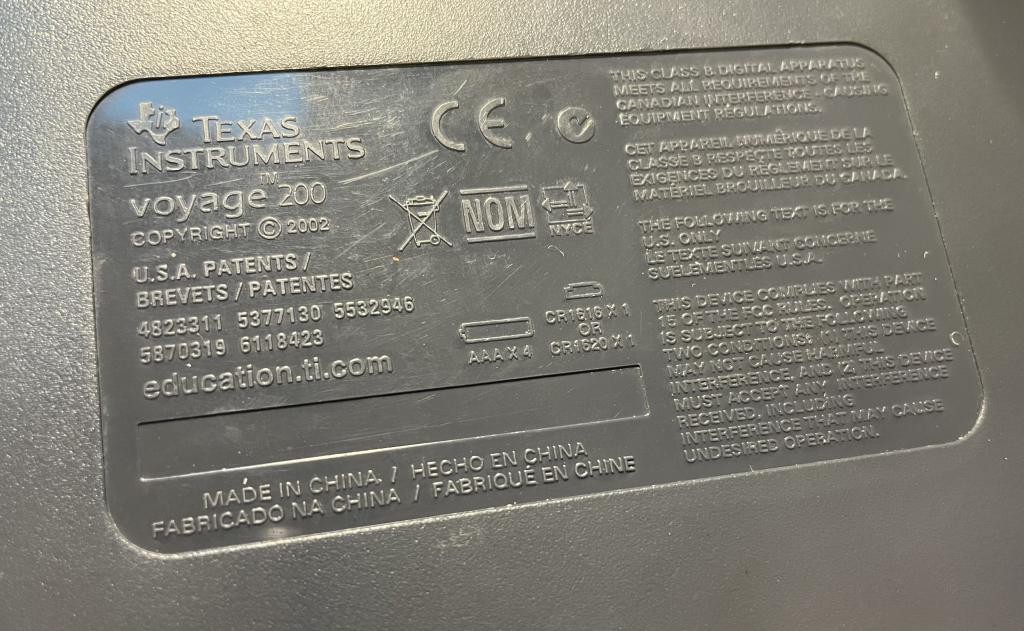 TEXAS
INSTRUMENTS
TM
voyage 200
COPYRIGHT © 2002
U.S.A. PATENTS /
BREVETS / PATENTES
4823311 5377130 5532946
5870319 6118423
education.ti.com
CE
NOM
NYCE
AAA X 4
CR1616 X 1
OR
CR1620 X 1
MADE IN CHINA / HECHO EN CHINA
FABRICADO NA CHINA / FABRIQUÉ EN CHINE
THIS CLASS B DIGITAL APPARATUS
MEETS ALL REQUIREMENTS OF THE
CANADIAN INTERFERENCE, CAUSING
EQUIPMENT REGULATIONS.
CET APPAREIL NUMÉRIQUE DE LA
CLASSE B RESPECTE TOUTES LES
EXIGENCES DU REGLEMENT SUR LE
MATÉRIEL BROUILLEUR DU CANADA.
THE FOLLOWING TEXT IS FOR THE
U.S. ONLY
LE TEXTE SUIVANT CONCERNE
U.S.A.
THIS DEVICE COMPLIES WITH PART
15 OF THE FCC RULES. OPERATION
IS SUBJECT TO THE FOLLOWING
TWO CONDITIONS: THIS DEVICE
MAY NOT CAUSE HARMFUL
INTERFERENCE, AND THIS DEVICE
MUST ACCEPT ANY INTERFERENCE
RECEIVED, INCLUDING
INTERFERENCE THAT MAY CAUSE
UNDESIRED OPERATION.